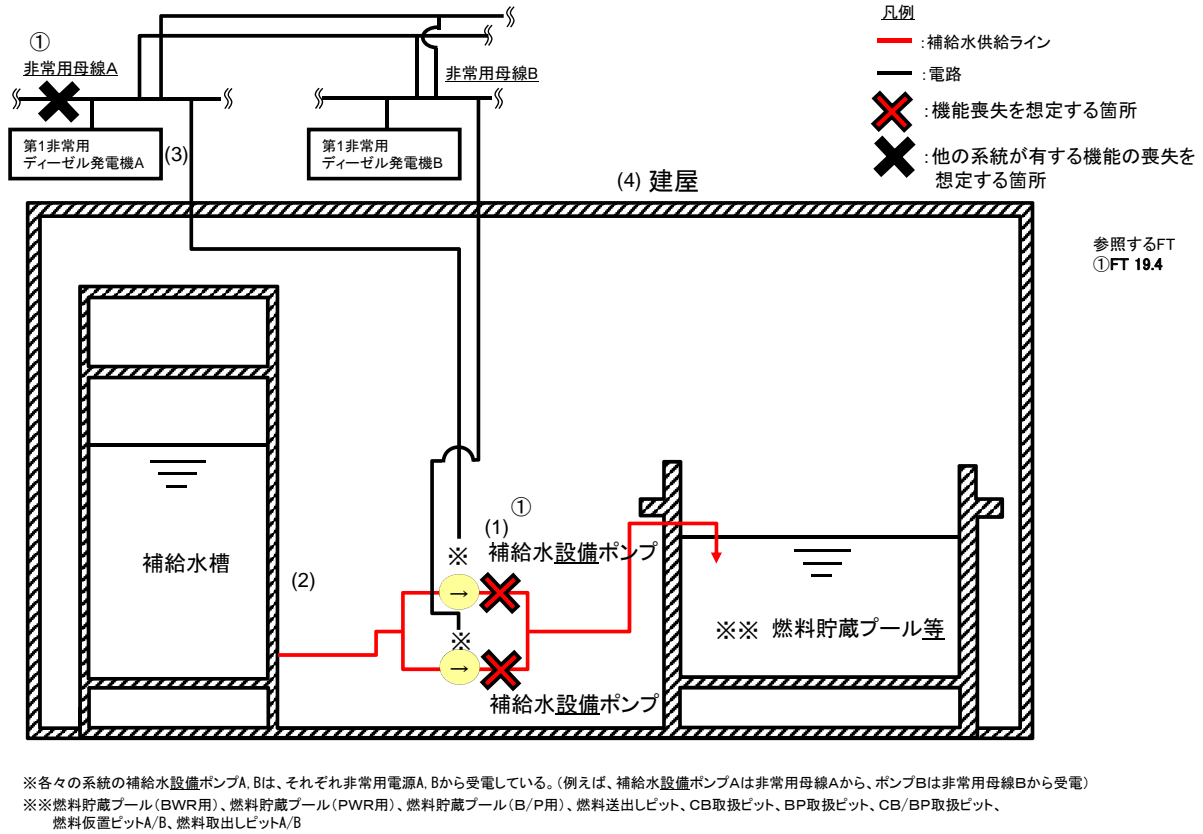 ①
非常用母線A
非常用母線B
第1非常用
ディーゼル発電機A
(3)
第1非常用
ディーゼル発電機B
凡例
:補給水供給ライン
:電路
:機能喪失を想定する箇所
:他の系統が有する機能の喪失を
想定する箇所
(4) 建屋
参照するFT
①FT 19.4
補給水槽
(2)
①
(1)
補給水設備ポンプ
※
→
※
→
補給水設備ポンプ
※※ 燃料貯蔵プール等
※各々の系統の補給水設備ポンプA, Bは、それぞれ非常用電源A, Bから受電している。(例えば、補給水設備ポンプAは非常用母線Aから、ポンプBは非常用母線Bから受電)
※※燃料貯蔵プール(BWR用)、燃料貯蔵プール(PWR用)、燃料貯蔵プール(B/P用)、燃料送出しピット、CB取扱ピット、BP取扱ピット、CB/BP取扱ピット、
燃料仮置ピットA/B、燃料取出しピットA/B